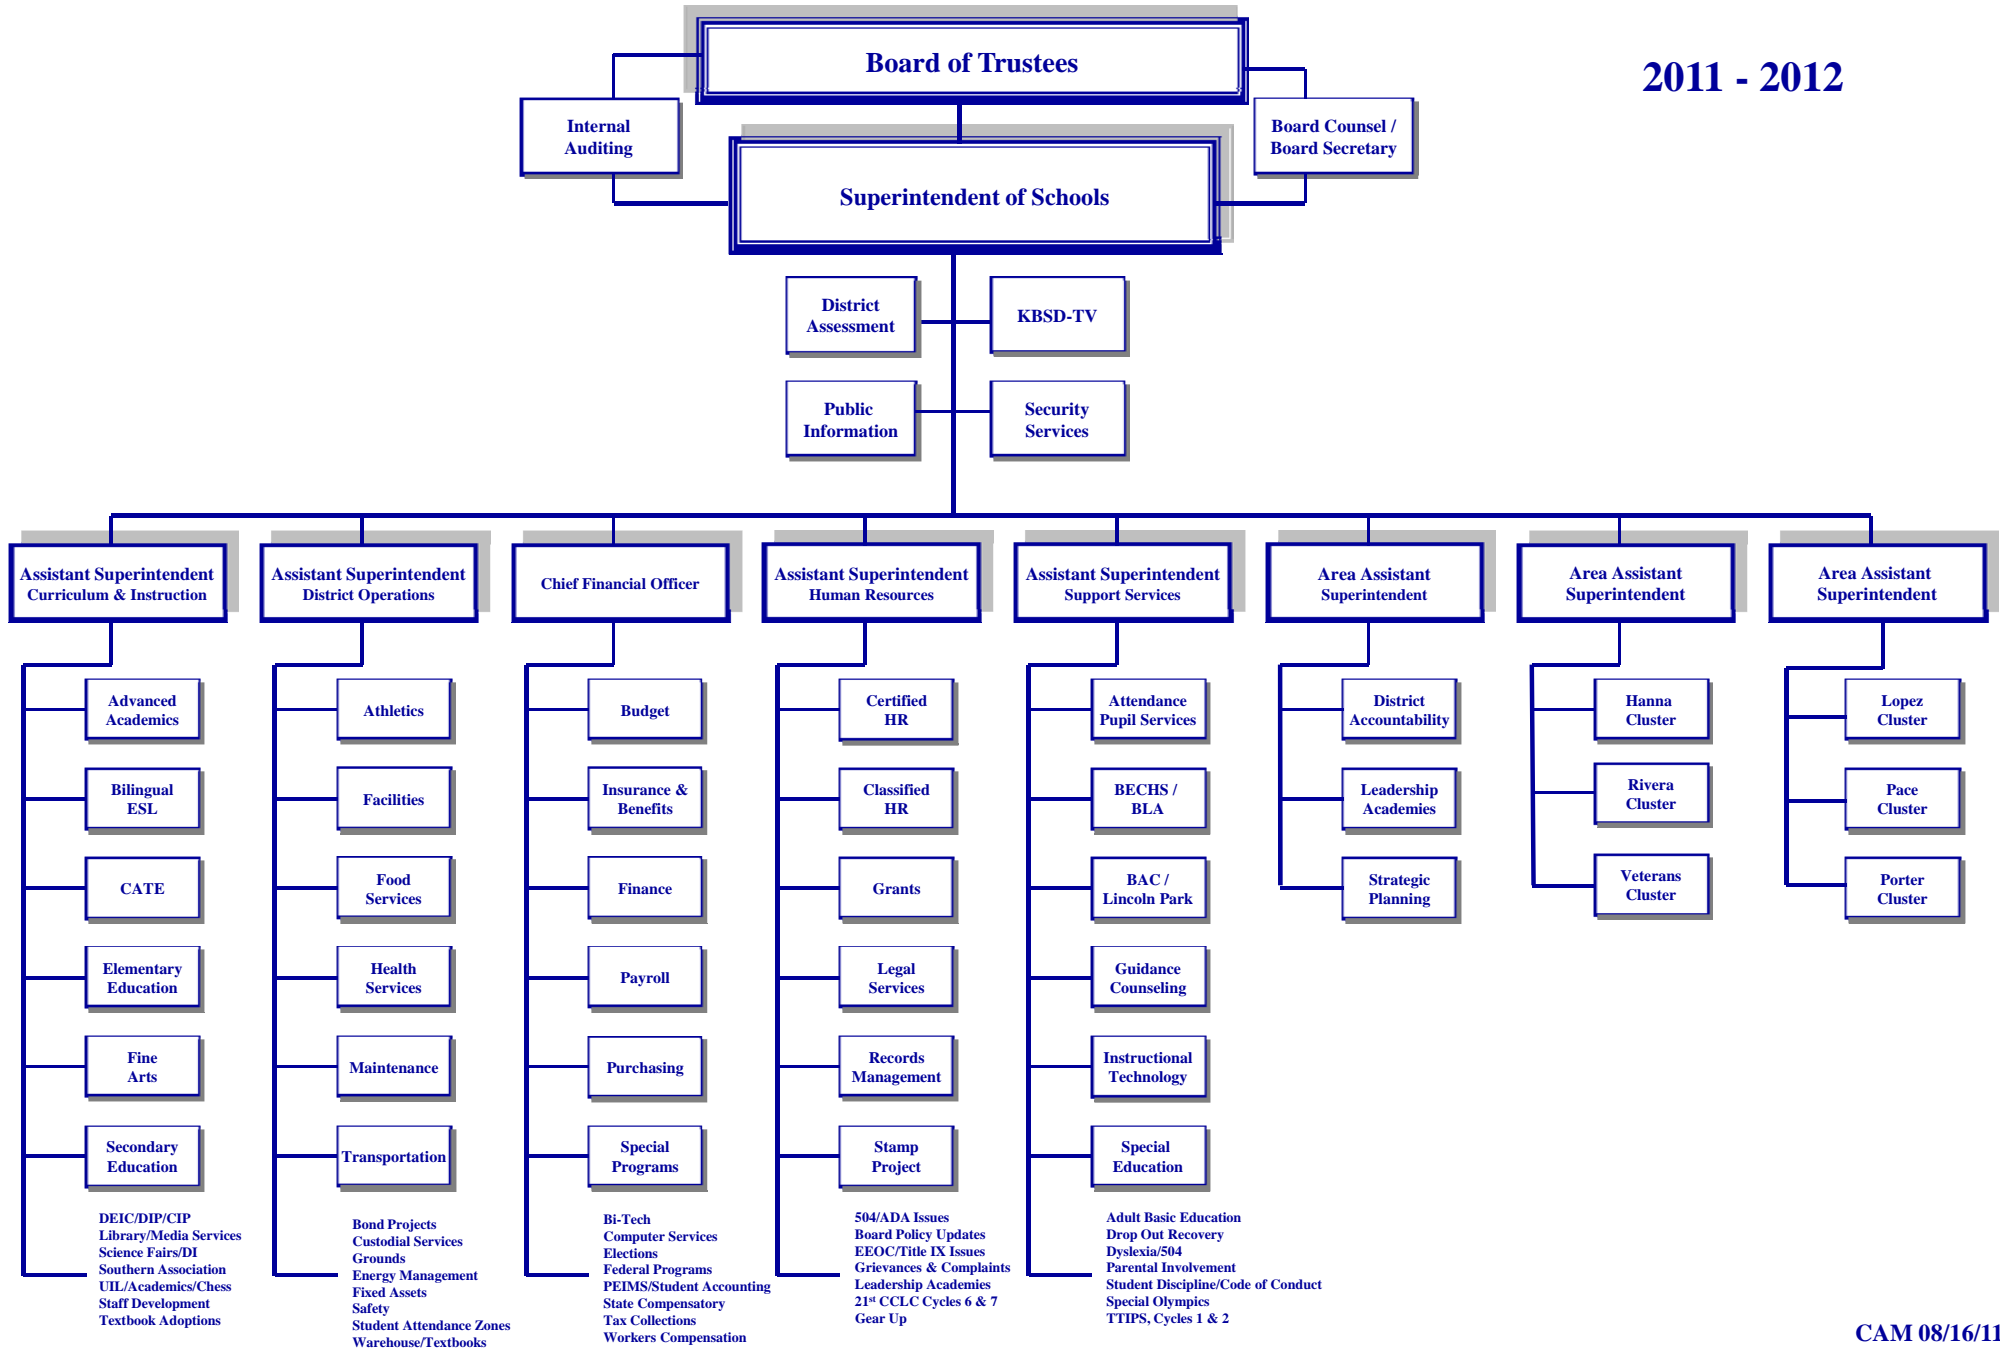 Board of Trustees
2011 - 2012
Internal
Auditing
Board Counsel /
Board Secretary
Superintendent of Schools
District
Assessment
KBSD-TV
Public
Information
Security
Services
Assistant Superintendent
Curriculum & Instruction
Assistant Superintendent
District Operations
Chief Financial Officer
Assistant Superintendent
Human Resources
Assistant Superintendent
Support Services
Area Assistant
Superintendent
Area Assistant
Superintendent
Area Assistant
Superintendent
Advanced
Academics
Bilingual
ESL
CATE
Elementary
Education
Fine
Arts
Secondary
Education
DEIC/DIP/CIP
Library/Media Services
Science Fairs/DI
Southern Association
UIL/Academics/Chess
Staff Development
Textbook Adoptions
Athletics
Facilities
Food
Services
Health
Services
Maintenance
Transportation
Bond Projects
Custodial Services
Grounds
Energy Management
Fixed Assets
Safety
Student Attendance Zones
Warehouse/Textbooks
Budget
Insurance &
Benefits
Finance
Payroll
Purchasing
Special
Programs
Bi-Tech
Computer Services
Elections
Federal Programs
PEIMS/Student Accounting
State Compensatory
Tax Collections
Workers Compensation
Certified
HR
Classified
HR
Grants
Legal
Services
Records
Management
Stamp
Project
504/ADA Issues
Board Policy Updates
EEOC/Title IX Issues
Grievances & Complaints
Leadership Academies
21st CCLC Cycles 6 & 7
Gear Up
Attendance
Pupil Services
BECHS /
BLA
BAC /
Lincoln Park
Guidance
Counseling
Instructional
Technology
Special
Education
Adult Basic Education
Drop Out Recovery
Dyslexia/504
Parental Involvement
Student Discipline/Code of Conduct
Special Olympics
TTIPS, Cycles 1 & 2
District
Accountability
Leadership
Academies
Strategic
Planning
Hanna
Cluster
Rivera
Cluster
Veterans
Cluster
Lopez
Cluster
Pace
Cluster
Porter
Cluster
CAM 08/16/11